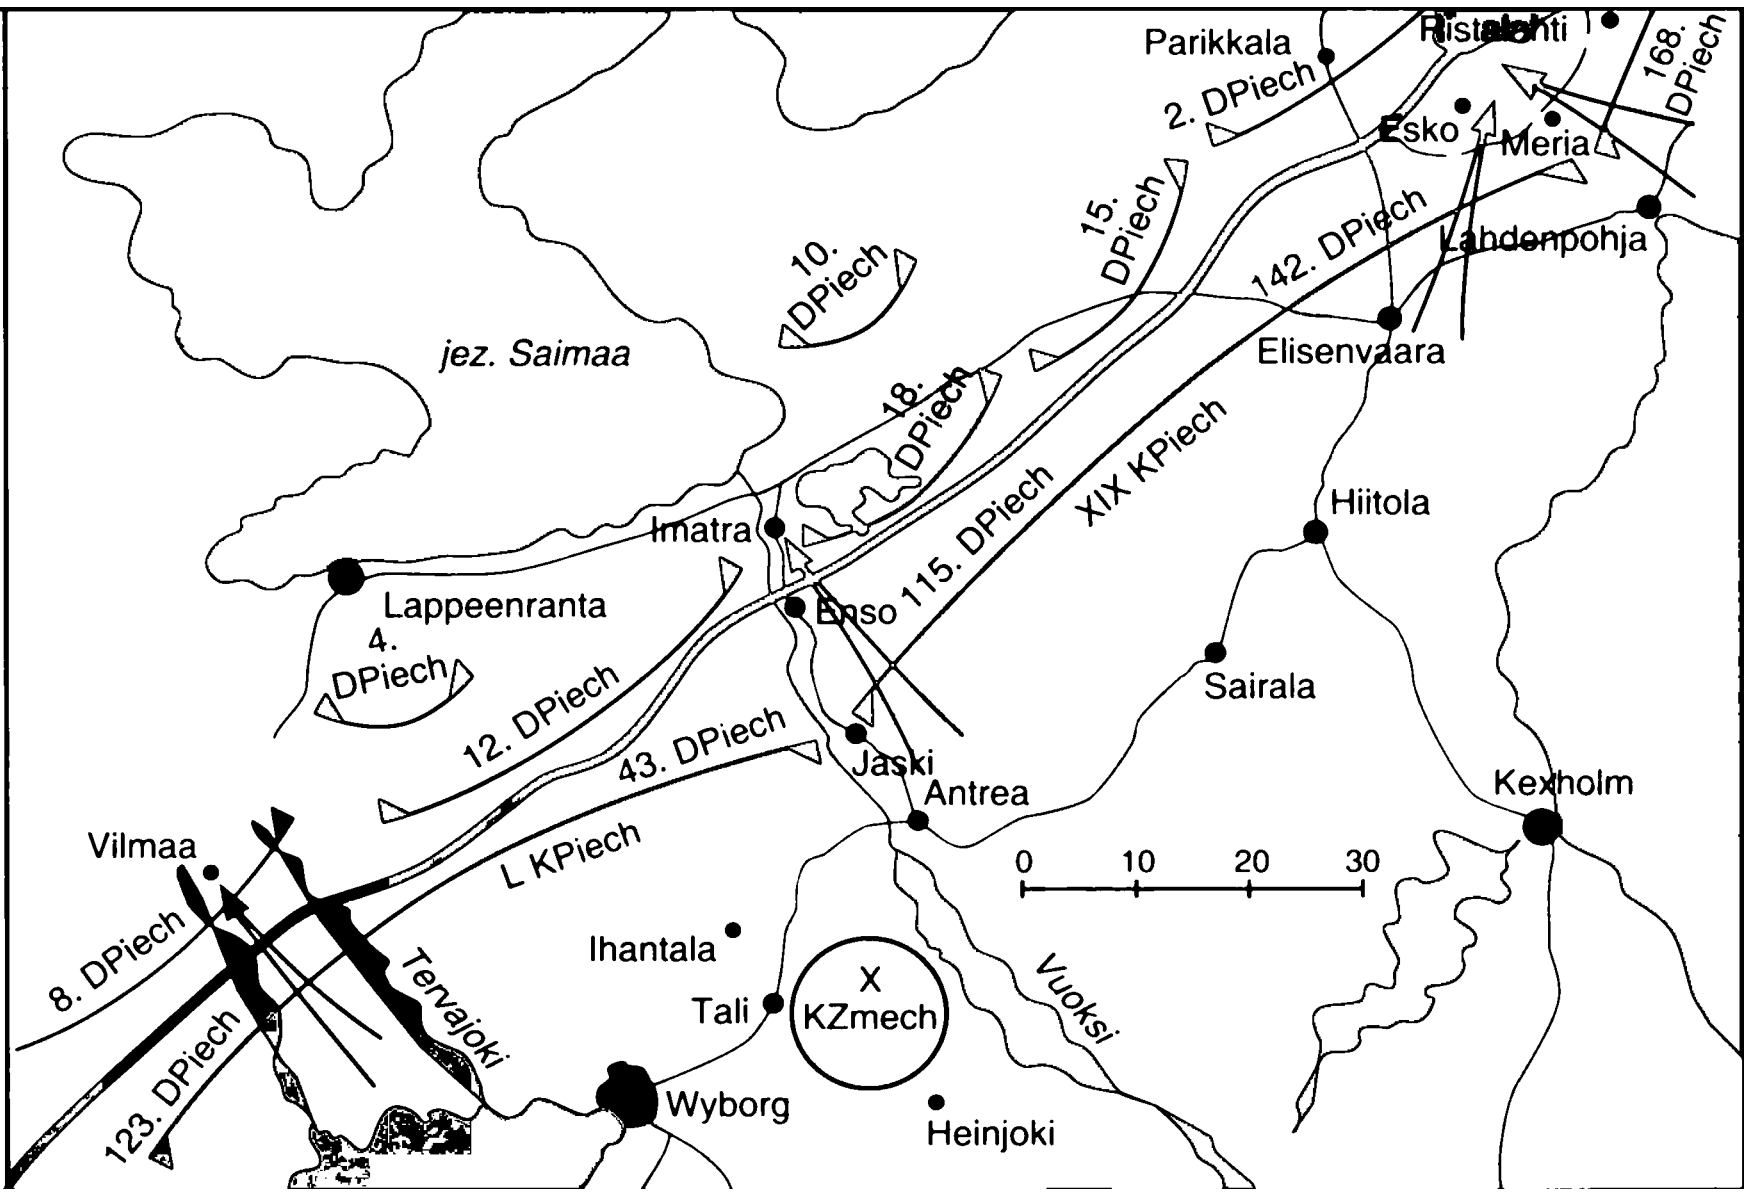 Parikkala
168.
DPiech
2. DPiech
Esko
Meria
15.
DPiech
142. DPiech
Lahdenpohja
10.
DPiech
jez. Saimaa
Elisenvaara
18.
DPiech
XIX KPiech
Hiitola
Imatra
115. DPiech
Lappeenranta
Enso
4.
DPiech
Sairala
12. DPiech
43. DPiech
Jaski
Antrea
Kexholm
Vilmaa
L KPiech
0 10 20 30
8. DPiech
Ihantala
Tervajoki
X
KZmech
Vuoksi
Tali
123. DPiech
Wyborg
Heinjoki